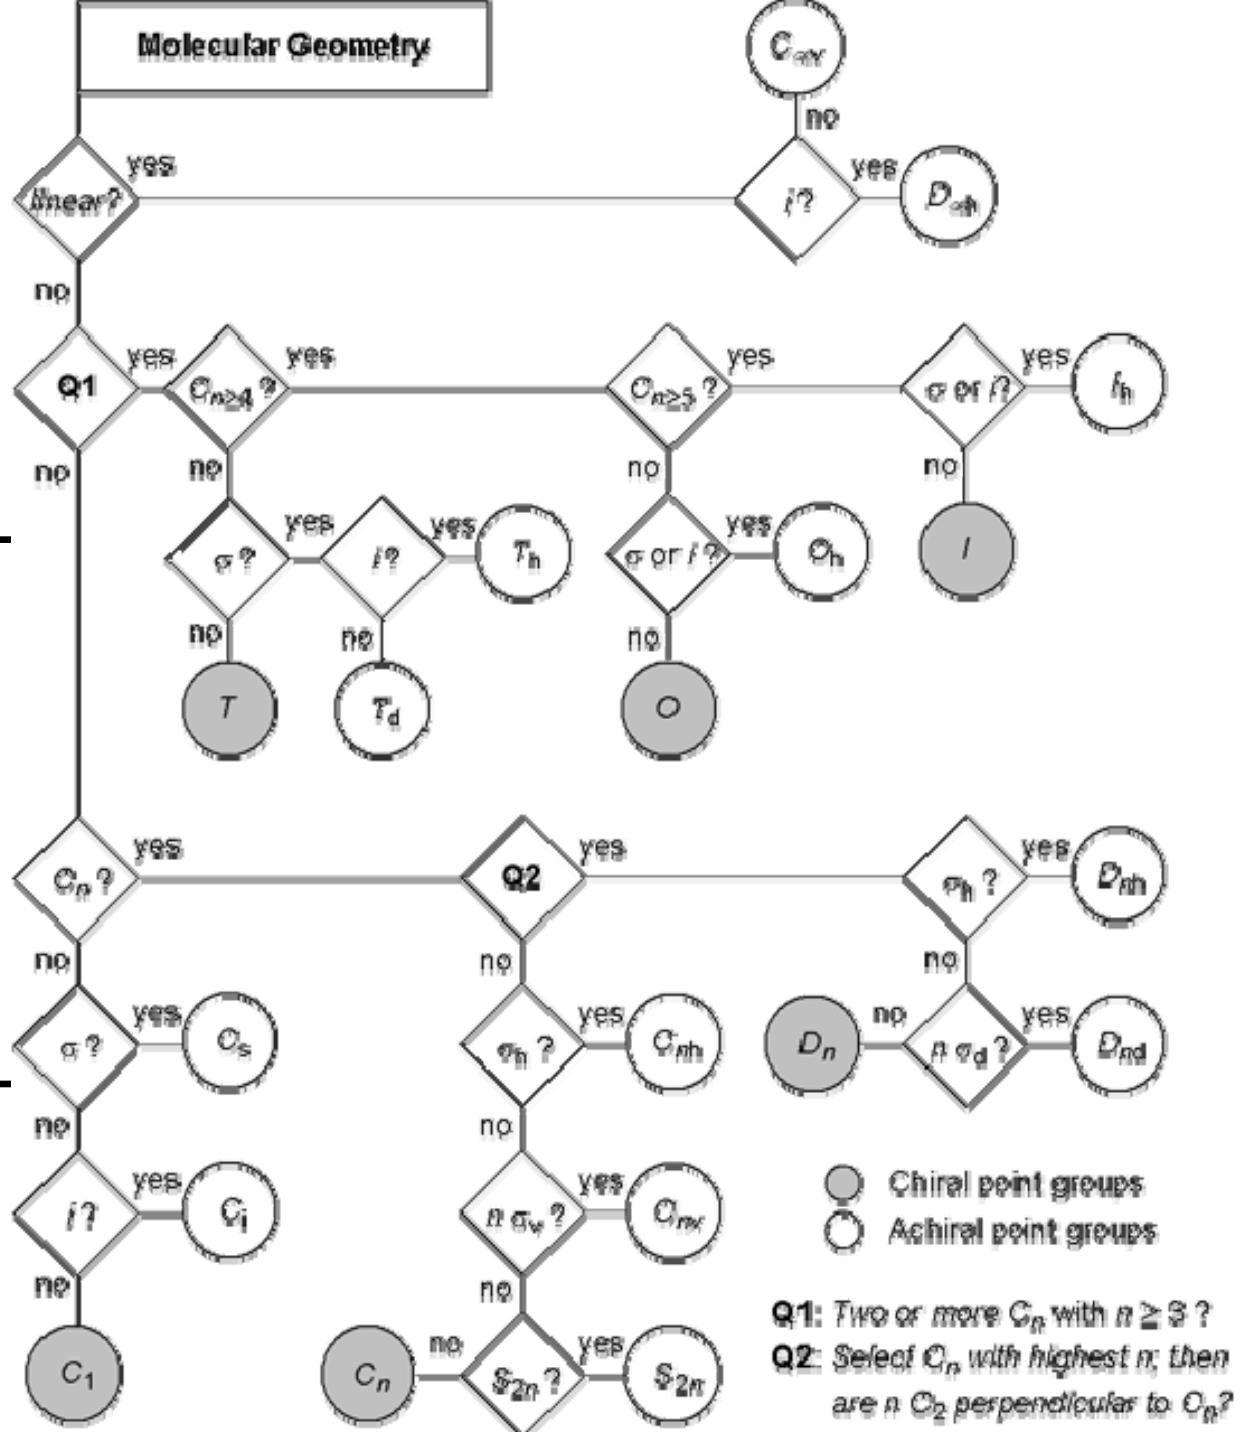 Molecular Geometry
C∞v
no
linear?
yes
i?
yes
D∞h
no
Q1
yes
Cn≥4?
yes
Cn≥5?
yes
σ or i?
yes
Ih
no
no
no
no
σ?
yes
i?
yes
Th
σ or i?
yes
Oh
I
no
no
no
T
Td
O
Cn?
yes
Q2
yes
σh?
yes
Dnh
no
no
no
σ?
yes
Cs
σh?
yes
Cnh
Dn
no
n σd?
yes
Dnd
no
no
i?
yes
Ci
n σv?
yes
Cnv
Chiral point groups
Achiral point groups
no
no
C1
Cn
no
S2n?
yes
S2n
Q1: Two or more Cn with n ≥ 3 ?
Q2: Select Cn with highest n; then
are n C2 perpendicular to Cn?